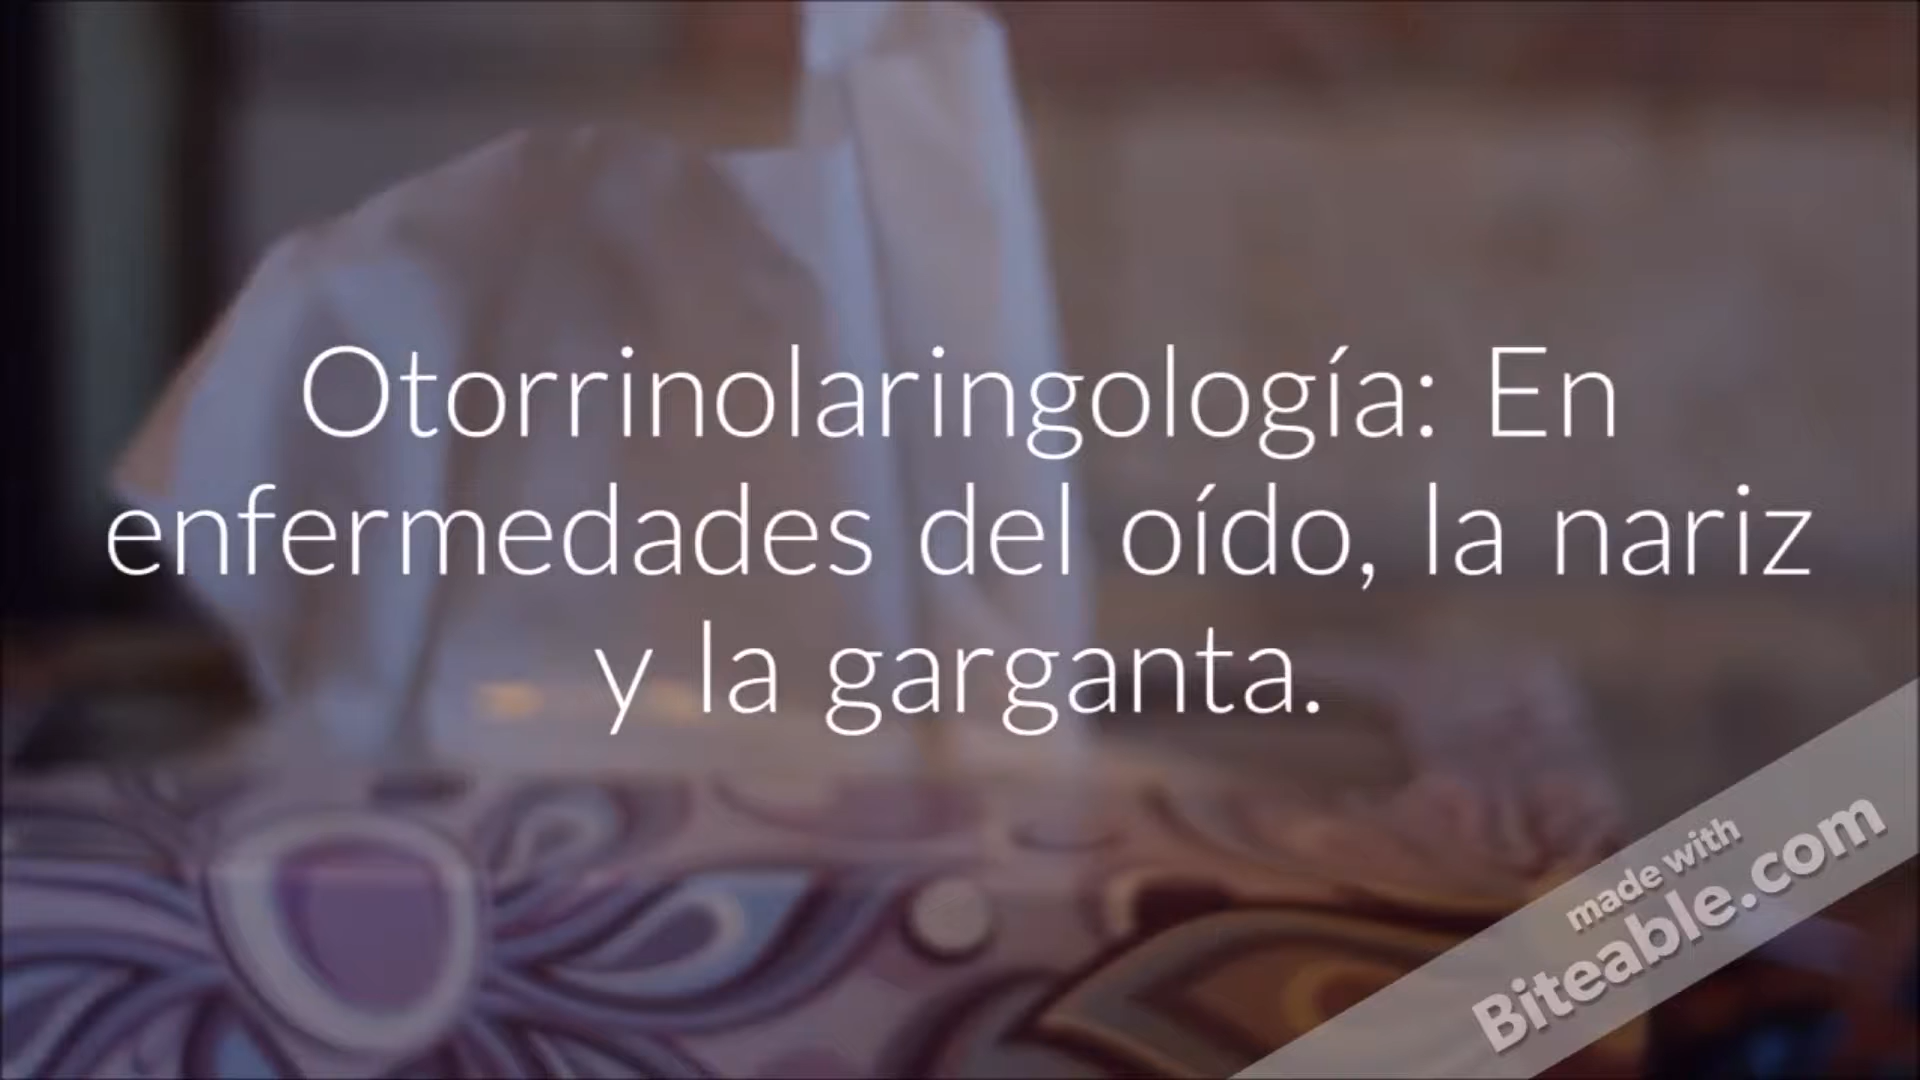 Otorrinolaringología: En
enfermedades del oído, la nariz
y la garganta.
made with
Biteable.com